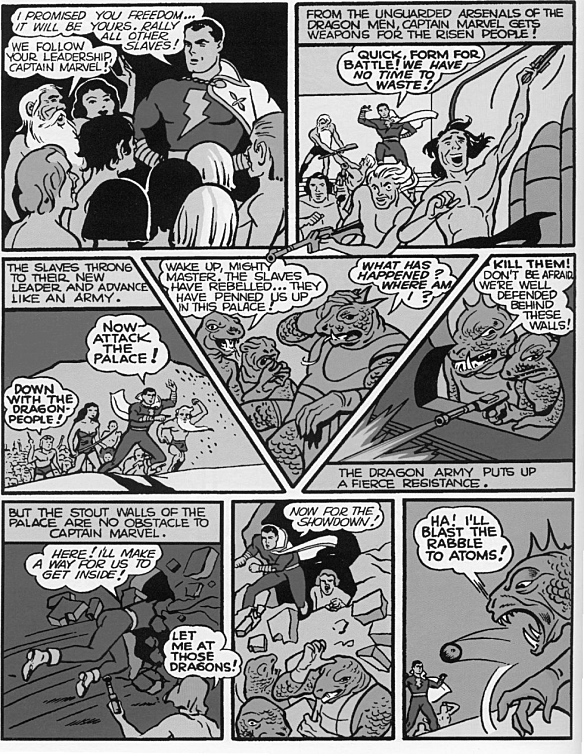 I PROMISED YOU FREEDOM...
IT WILL BE YOURS. RALLY
ALL OTHER
SLAVES!
WE FOLLOW
YOUR LEADERSHIP,
CAPTAIN MARVEL!
FROM THE UNGUARDED ARSENALS OF THE
DRAGON MEN, CAPTAIN MARVEL GETS
WEAPONS FOR THE RISEN PEOPLE!
QUICK, FORM FOR
BATTLE! WE HAVE
NO TIME TO
WASTE!
THE SLAVES THRONG
TO THEIR NEW
LEADER AND ADVANCE
LIKE AN ARMY.
NOW—
ATTACK
THE
PALACE!
DOWN
WITH THE
DRAGON-
PEOPLE!
WAKE UP, MIGHTY
MASTER. THE SLAVES
HAVE REBELLED... THEY
HAVE PENNED US UP
IN THIS PALACE!
WHAT HAS
HAPPENED?
WHERE AM
I?
KILL THEM!
DON'T BE AFRAID.
WE'RE WELL
DEFENDED
BEHIND
THESE
WALLS!
THE DRAGON ARMY PUTS UP
A FIERCE RESISTANCE.
BUT THE STOUT WALLS OF THE
PALACE ARE NO OBSTACLE TO
CAPTAIN MARVEL.
HERE! I'LL MAKE
A WAY FOR US TO
GET INSIDE!
LET
ME AT
THOSE
DRAGONS!
NOW FOR THE
SHOWDOWN!
HA! I'LL
BLAST THE
RABBLE
TO ATOMS!